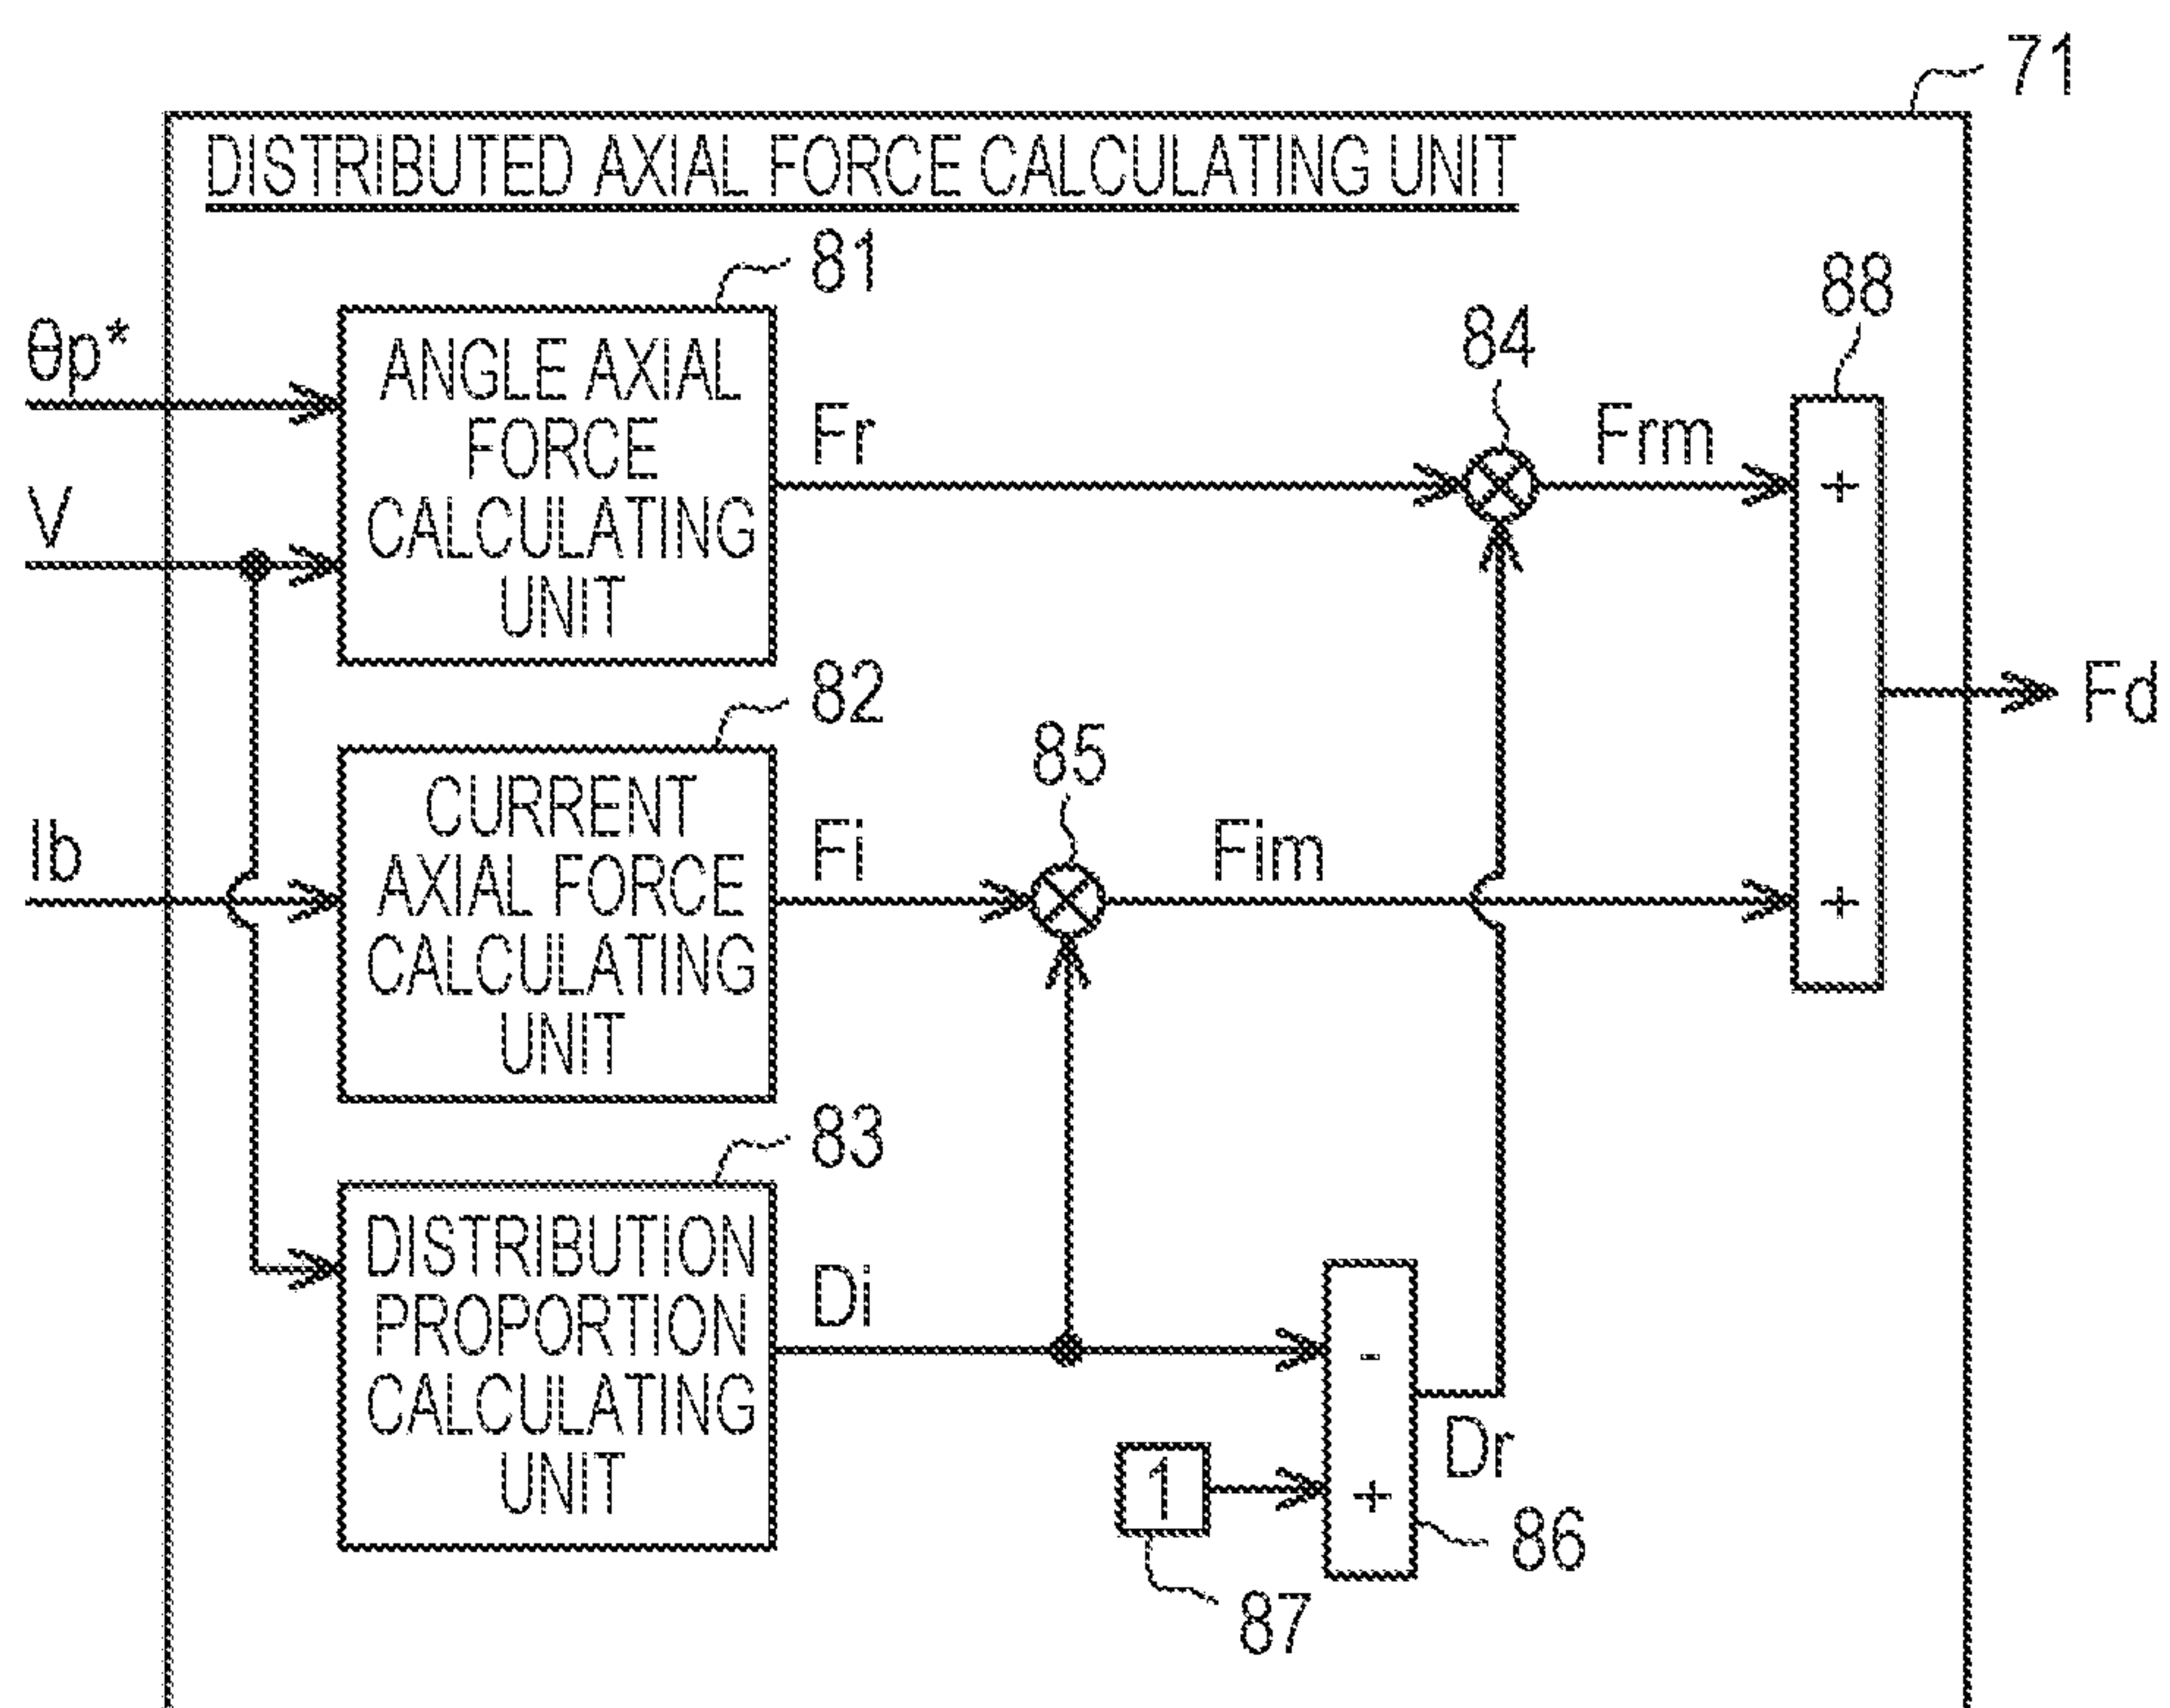 71
DISTRIBUTED AXIAL FORCE CALCULATING UNIT
81
88
θp*
ANGLE AXIAL
FORCE
CALCULATING
UNIT
84
Fr
Frm
+
V
82
Fd
85
Ib
CURRENT
AXIAL FORCE
CALCULATING
UNIT
Fi
Fim
+
83
DISTRIBUTION
PROPORTION
CALCULATING
UNIT
Di
-
Dr
1
+
86
87